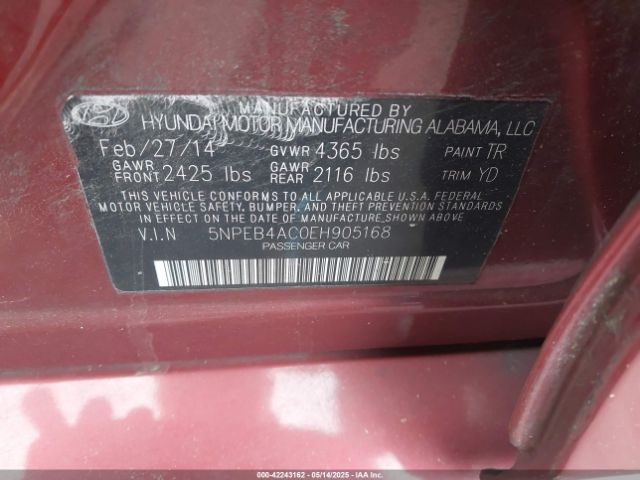 MANUFACTURED BY
HYUNDAI MOTOR MANUFACTURING ALABAMA, LLC
Feb/27/14 GVWR 4365 lbs PAINT TR
GAWR FRONT 2425 lbs GAWR REAR 2116 lbs TRIM YD
THIS VEHICLE CONFORMS TO ALL APPLICABLE U.S.A. FEDERAL
MOTOR VEHICLE SAFETY, BUMPER, AND THEFT PREVENTION STANDARDS
IN EFFECT ON THE DATE OF MANUFACTURE SHOWN ABOVE
V.I.N 5NPEB4AC0EH905168
PASSENGER CAR
000-42243162 - 05/14/2025 - COPYRIGHT IAA, LLC